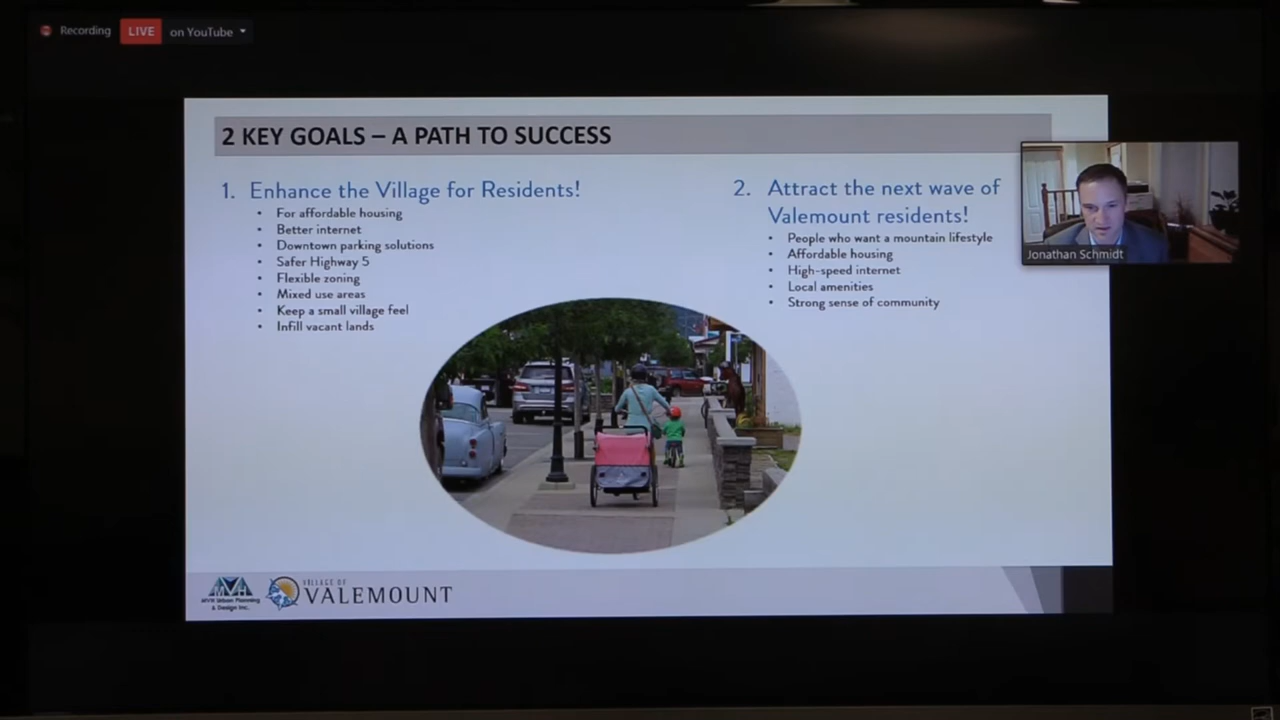 Recording
LIVE
on YouTube
2 KEY GOALS – A PATH TO SUCCESS
1. Enhance the Village for Residents!
• For affordable housing
• Better internet
• Downtown parking solutions
• Safer Highway 5
• Flexible zoning
• Mixed use areas
• Keep a small village feel
• Infill vacant lands
2. Attract the next wave of
Valemount residents!
• People who want a mountain lifestyle
• Affordable housing
• High-speed internet
• Local amenities
• Strong sense of community
Jonathan Schmidt
MVH Urban Planning
& Design Inc.
VILLAGE OF
VALEMOUNT